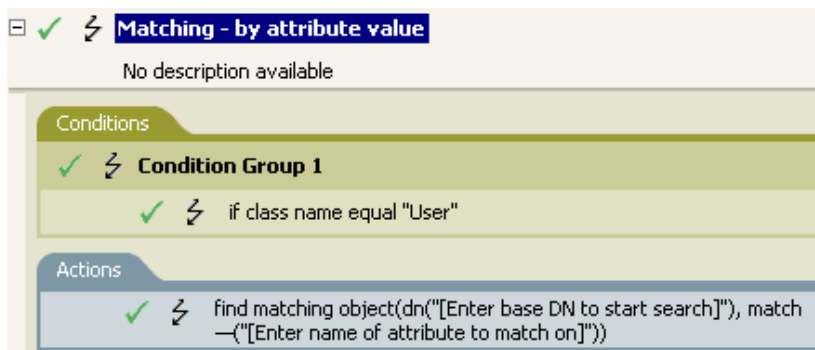 Matching - by attribute value
No description available
Conditions
Condition Group 1
if class name equal "User"
Actions
find matching object(dn("[Enter base DN to start search]"), match
—("[Enter name of attribute to match on]"))